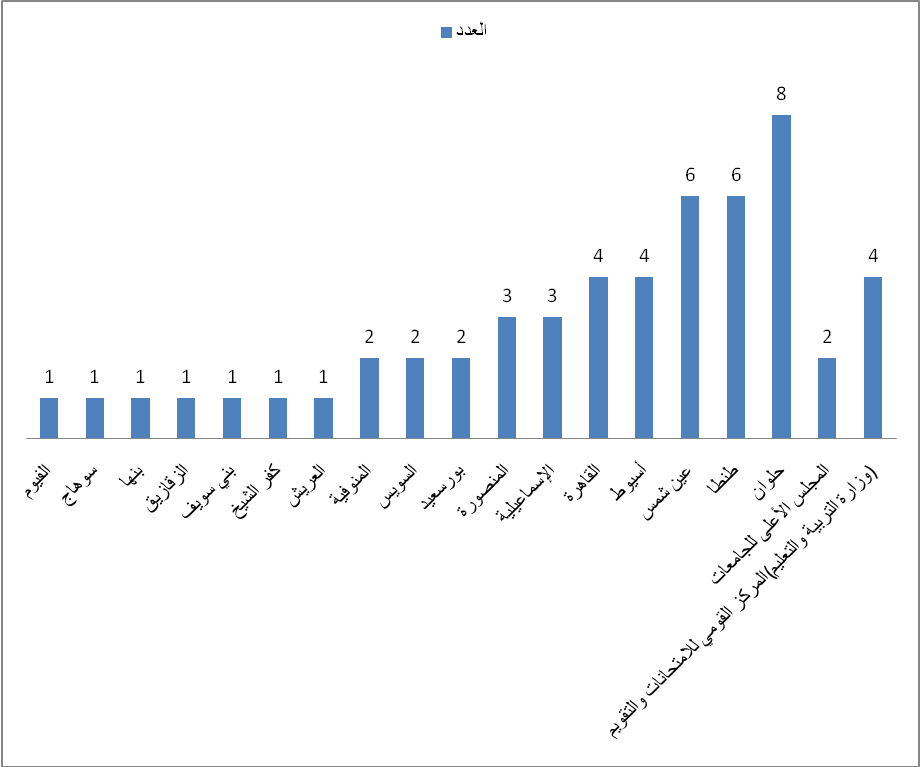 العدد
8
6
6
4
4
4
3
3
2
2
2
2
1
1
1
1
1
1
1
الفيوم
سوهاج
بنها
الزقازيق
بني سويف
كفر الشيخ
العريش
المنوفية
السويس
بورسعيد
المنصورة
الإسماعيلية
القاهرة
أسيوط
عين شمس
طنطا
حلوان
المجلس الأعلى للجامعات
المركز القومي للامتحانات والتقويم(وزارة التربية والتعليم)